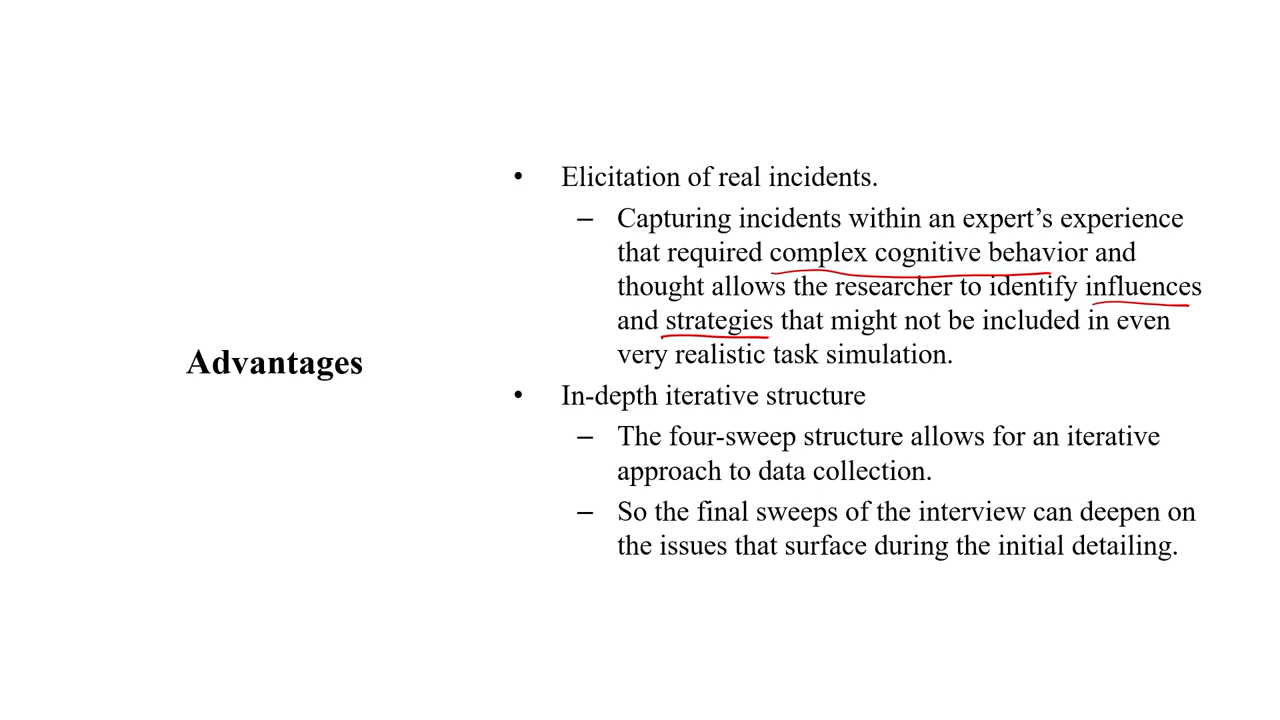 Advantages
• Elicitation of real incidents.
– Capturing incidents within an expert’s experience
that required complex cognitive behavior and
thought allows the researcher to identify influences
and strategies that might not be included in even
very realistic task simulation.
• In-depth iterative structure
– The four-sweep structure allows for an iterative
approach to data collection.
– So the final sweeps of the interview can deepen on
the issues that surface during the initial detailing.